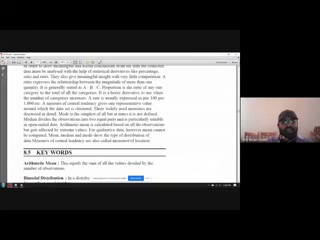 In order to draw meaningful and useful conclusions from the data the collected
data must be analysed with the help of statistical derivatives like percentage,
ratio and rates. They also give meaningful insight with very little computation. A
ratio expresses the relationship between the magnitude of more than one
quantity. It is generally stated as A : B : C. Proportion is the ratio of any one
category to the total of all the categories. It is a better derivative to use when
the number of categories increases. A rate is usually expressed as per 100 per
1,000 etc. A measure of central tendency gives one representative value
around which the data set is clustered. Three widely used measures are
discussed in detail. Mode is the simplest of all but at times it is not defined.
Median divides the observations into two equal parts and is particularly suitable
in open-ended data. Arithmetic mean is calculated based on all the observations
but gets affected by extreme values. For qualitative data, however mean cannot
be computed. Mean, median and mode show the type of distribution of
data. Measures of central tendency are also called measures of location.
8.5 KEY WORDS
Arithmetic Mean : This equals the sum of all the values divided by the
number of observations.
Binomial Distribution : In a distribu